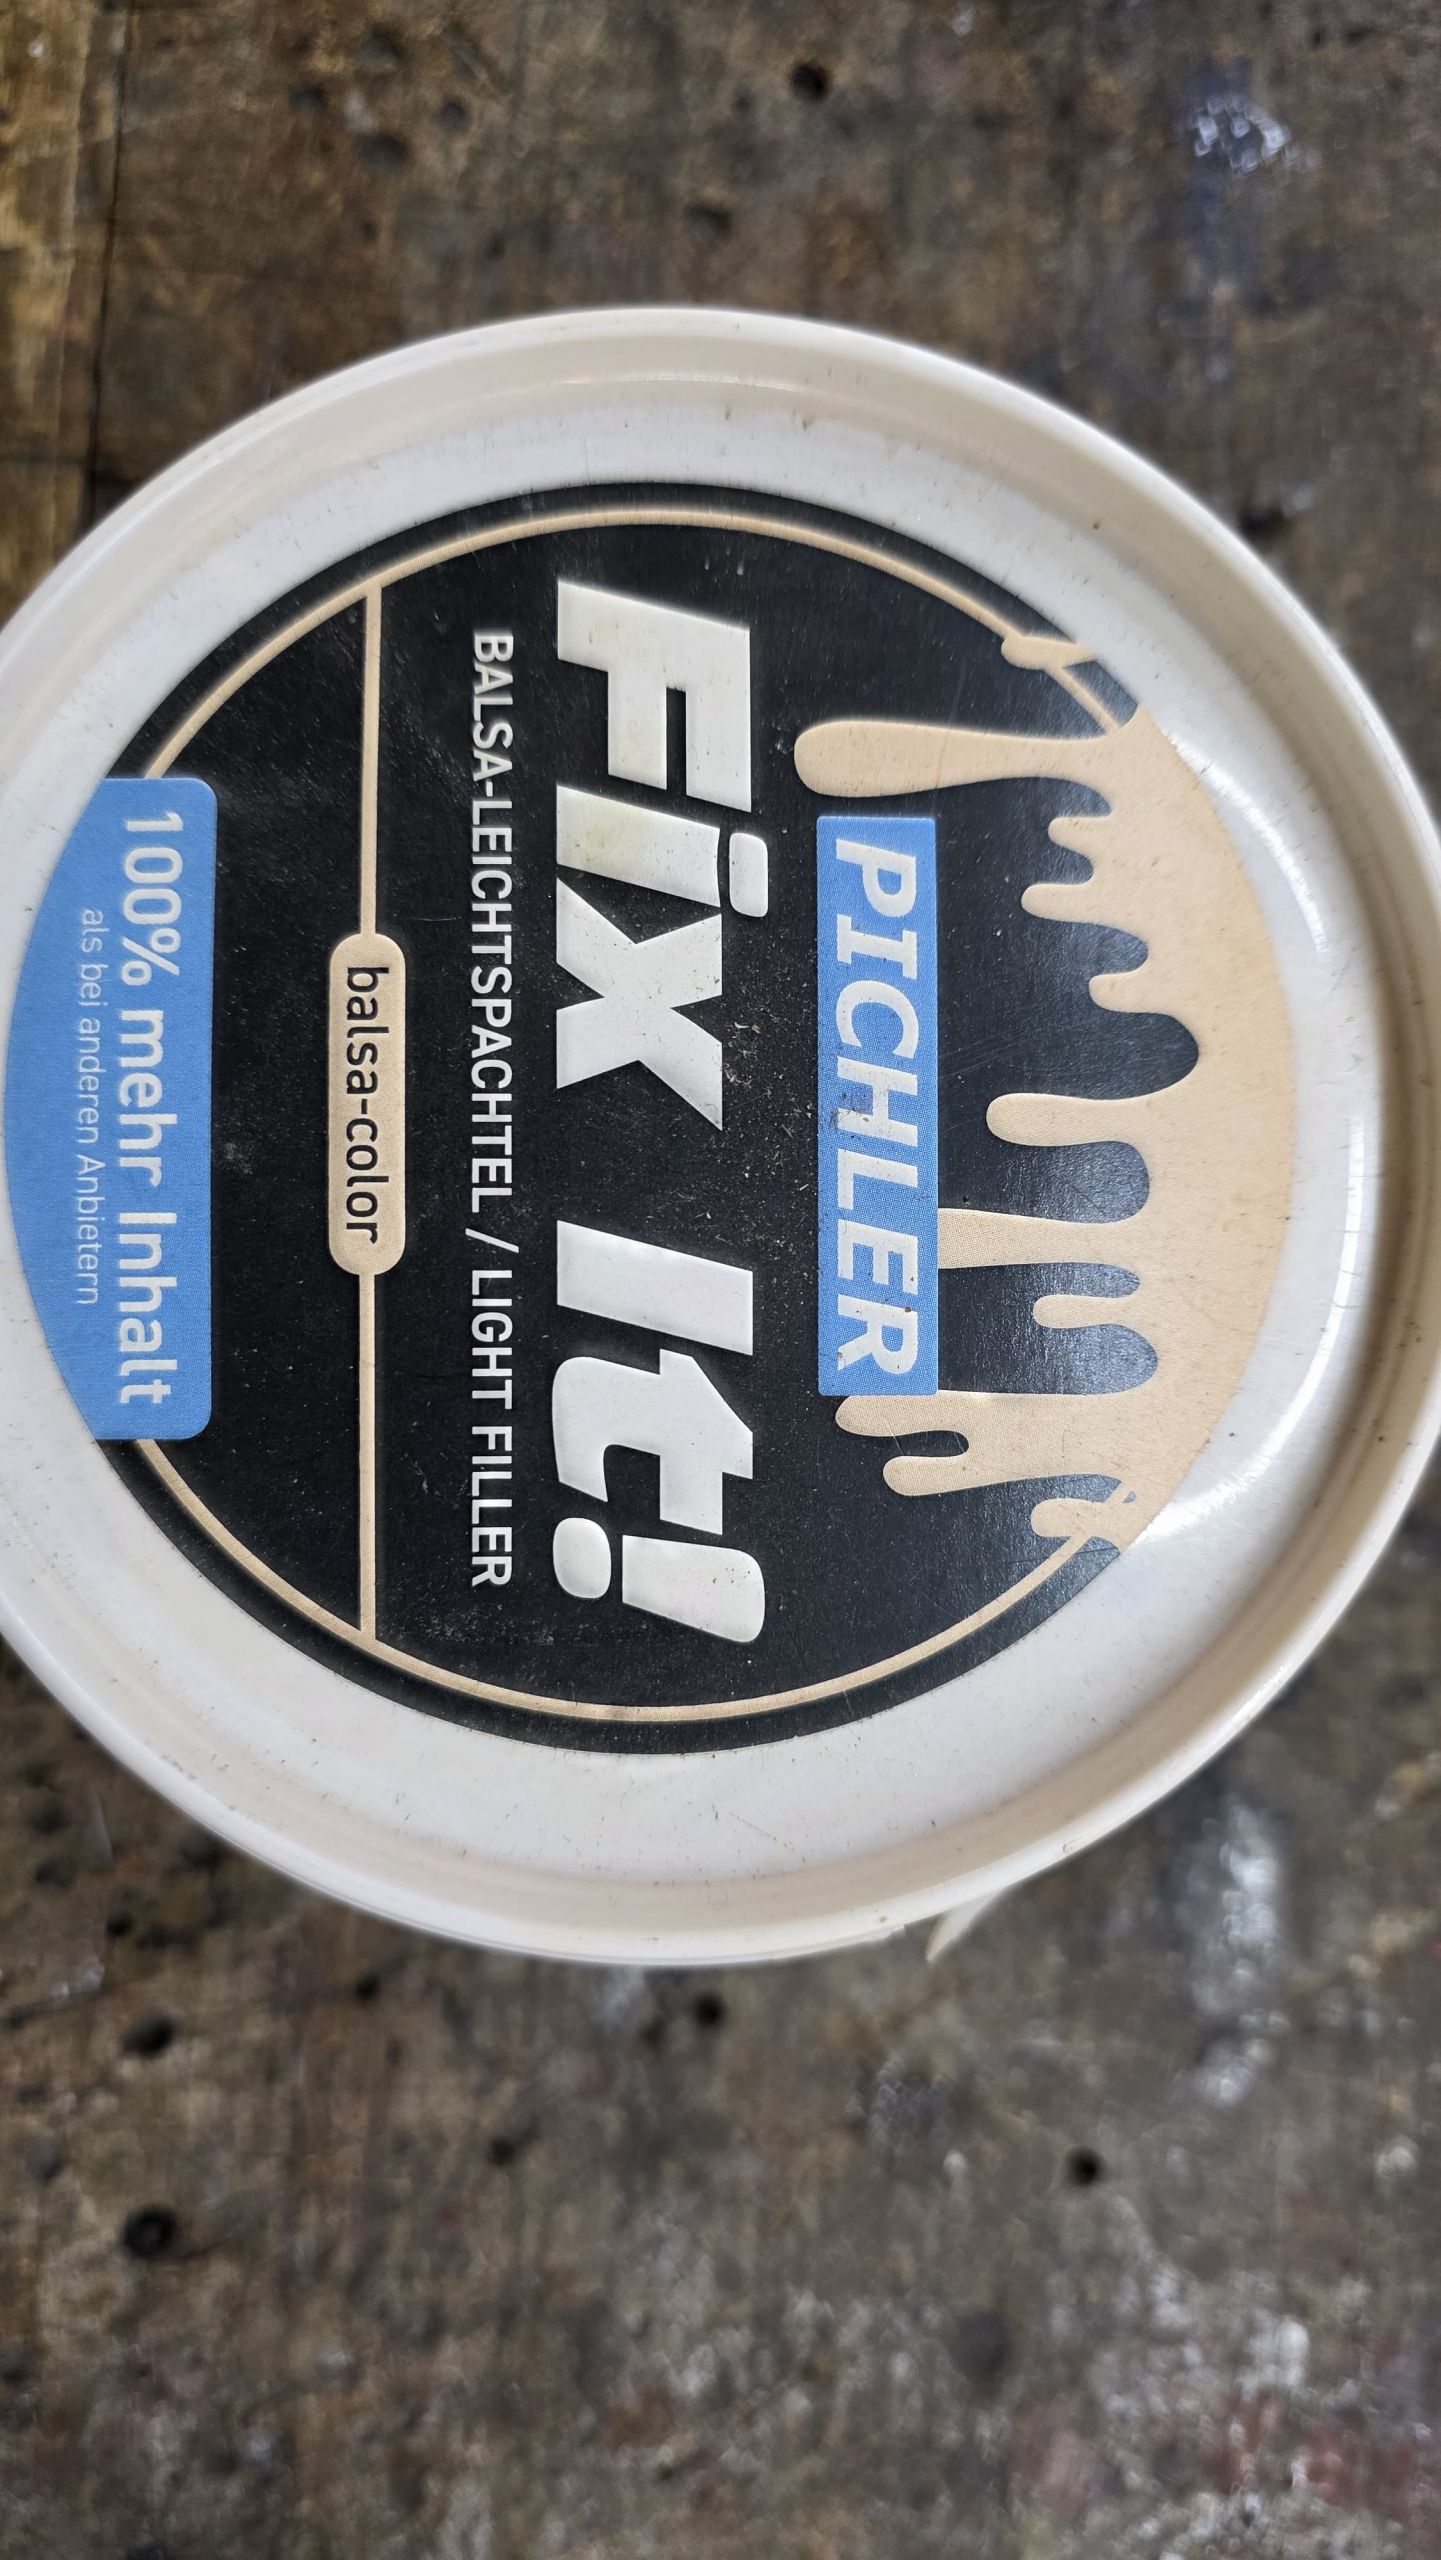 PICHLER
Fix It!
BALSA-LEICHTSPACHTEL / LIGHT FILLER
balsa-color
100% mehr Inhalt
als bei anderen Anbietern